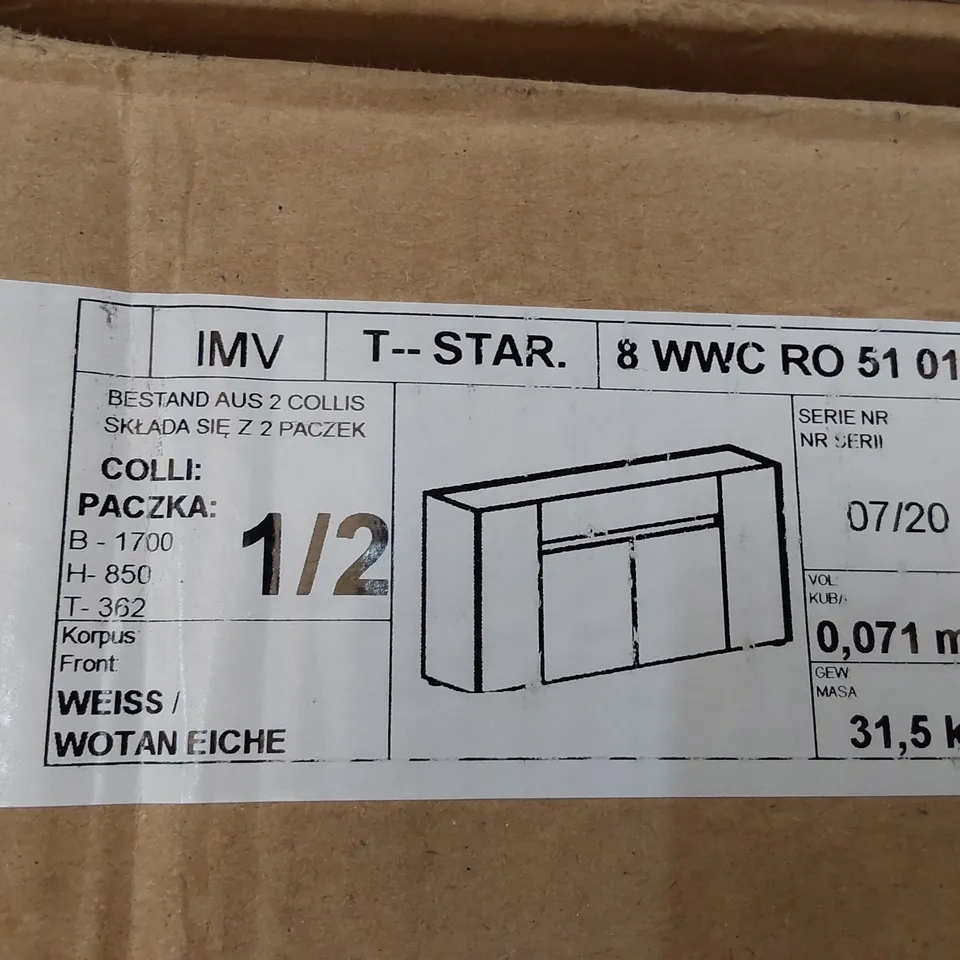 IMV
T-- STAR.
8 WWC RO 51 01
BESTAND AUS 2 COLLIS
SKŁADA SIĘ Z 2 PACZEK
COLLI:
PACZKA:
1/2
B - 1700
H- 850
T- 362
Korpus
Front:
WEISS /
WOTAN EICHE
SERIE NR
NR SERII
07/20
VOL:
KUBA
0,071 m
GEW
MASA
31,5 k